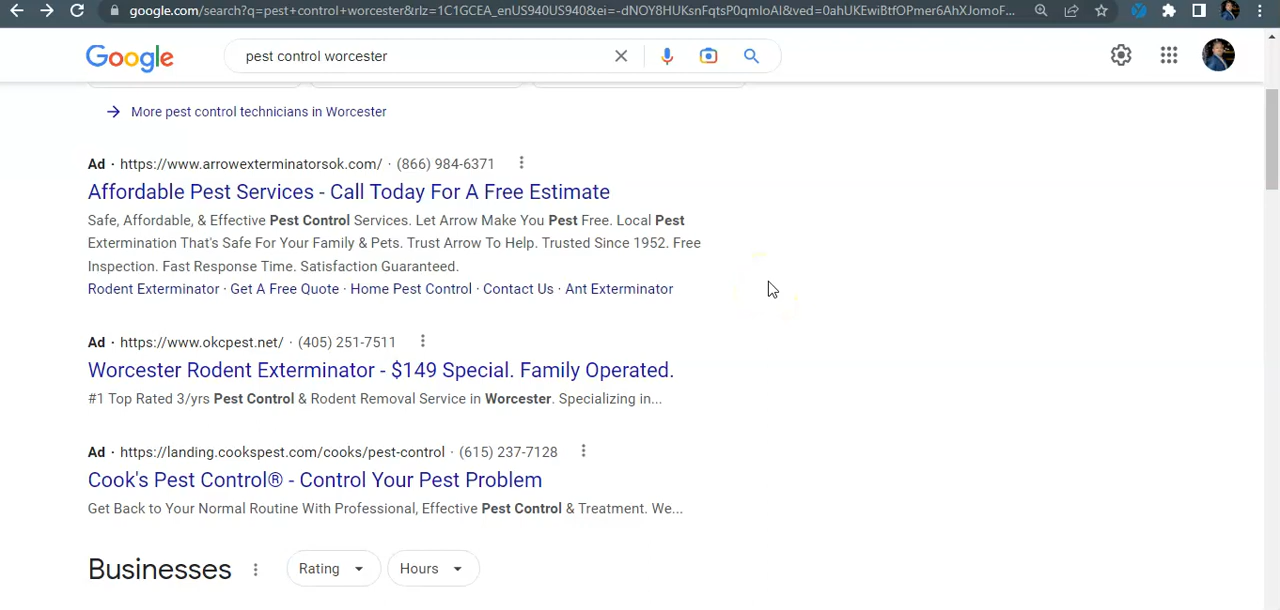 google.com/search?q=pest+control+worcester&rlz=1C1GCEA_enUS940US940&ei=-dNOY8HUKsnFqtsP0qmIoAI&ved=0ahUKEwiBtfOPmer6AhXJomoF...
Google
pest control worcester
More pest control technicians in Worcester
Ad · https://www.arrowexterminatorsok.com/ · (866) 984-6371
Affordable Pest Services - Call Today For A Free Estimate
Safe, Affordable, & Effective Pest Control Services. Let Arrow Make You Pest Free. Local Pest
Extermination That's Safe For Your Family & Pets. Trust Arrow To Help. Trusted Since 1952. Free
Inspection. Fast Response Time. Satisfaction Guaranteed.
Rodent Exterminator · Get A Free Quote · Home Pest Control · Contact Us · Ant Exterminator
Ad · https://www.okcpest.net/ · (405) 251-7511
Worcester Rodent Exterminator - $149 Special. Family Operated.
#1 Top Rated 3/yrs Pest Control & Rodent Removal Service in Worcester. Specializing in...
Ad · https://landing.cookspest.com/cooks/pest-control · (615) 237-7128
Cook's Pest Control® - Control Your Pest Problem
Get Back to Your Normal Routine With Professional, Effective Pest Control & Treatment. We...
Businesses
Rating
Hours